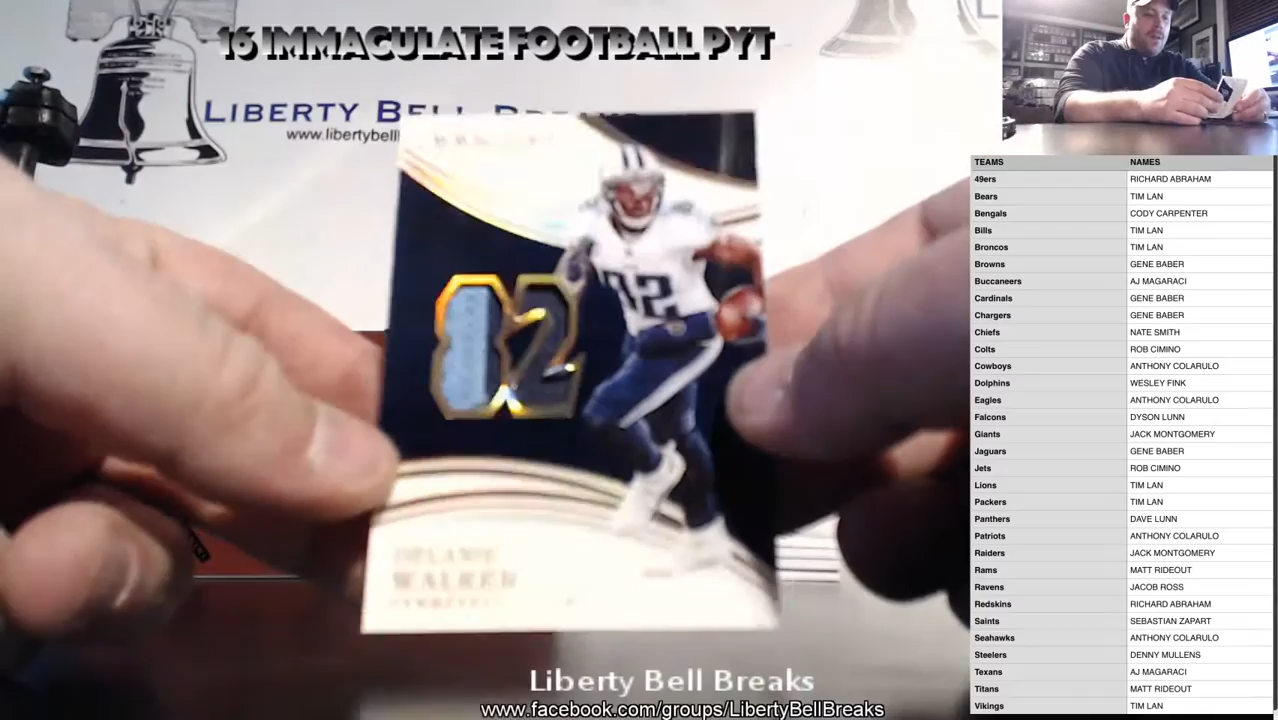 16 IMMACULATE FOOTBALL PYT
LIBERTY BELL BREAKS
www.libertybell
82
82
DELANIE
WALKER
Liberty Bell Breaks
www.facebook.com/groups/LibertyBellBreaks
TEAMS NAMES
49ers RICHARD ABRAHAM
Bears TIM LAN
Bengals CODY CARPENTER
Bills TIM LAN
Broncos TIM LAN
Browns GENE BABER
Buccaneers AJ MAGARACI
Cardinals GENE BABER
Chargers GENE BABER
Chiefs NATE SMITH
Colts ROB CIMINO
Cowboys ANTHONY COLARULO
Dolphins WESLEY FINK
Eagles ANTHONY COLARULO
Falcons DYSON LUNN
Giants JACK MONTGOMERY
Jaguars GENE BABER
Jets ROB CIMINO
Lions TIM LAN
Packers TIM LAN
Panthers DAVE LUNN
Patriots ANTHONY COLARULO
Raiders JACK MONTGOMERY
Rams MATT RIDEOUT
Ravens JACOB ROSS
Redskins RICHARD ABRAHAM
Saints SEBASTIAN ZAPART
Seahawks ANTHONY COLARULO
Steelers DENNY MULLENS
Texans AJ MAGARACI
Titans MATT RIDEOUT
Vikings TIM LAN